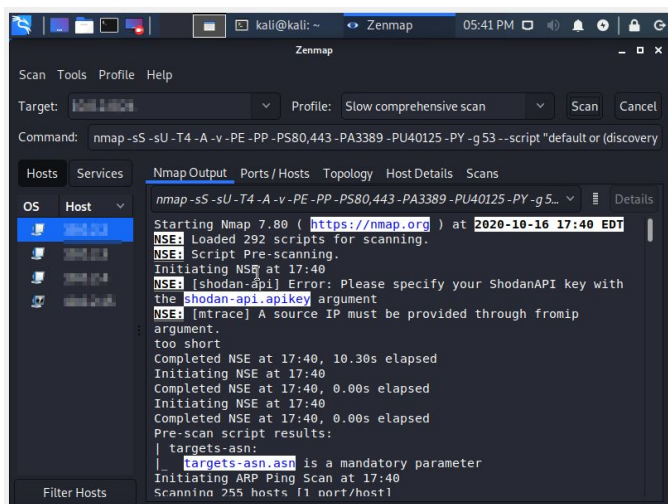 kali@kali: ~
Zenmap
05:41 PM
Zenmap
Scan Tools Profile Help
Target:
Profile: Slow comprehensive scan
Scan
Cancel
Command: nmap -sS -sU -T4 -A -v -PE -PP -PS80,443 -PA3389 -PU40125 -PY -g 53 --script "default or (discovery
Hosts
Services
Nmap Output
Ports / Hosts
Topology
Host Details
Scans
OS
Host
nmap -sS -sU -T4 -A -v -PE -PP -PS80,443 -PA3389 -PU40125 -PY -g 5...
Details
Starting Nmap 7.80 ( https://nmap.org ) at 2020-10-16 17:40 EDT
NSE: Loaded 292 scripts for scanning.
NSE: Script Pre-scanning.
Initiating NSE at 17:40
NSE: [shodan-api] Error: Please specify your ShodanAPI key with
the shodan-api.apikey argument
NSE: [mtrace] A source IP must be provided through fromip
argument.
too short
Completed NSE at 17:40, 10.30s elapsed
Initiating NSE at 17:40
Completed NSE at 17:40, 0.00s elapsed
Initiating NSE at 17:40
Completed NSE at 17:40, 0.00s elapsed
Pre-scan script results:
| targets-asn:
|_  targets-asn.asn is a mandatory parameter
Initiating ARP Ping Scan at 17:40
Scanning 255 hosts [1 port/host]
Filter Hosts